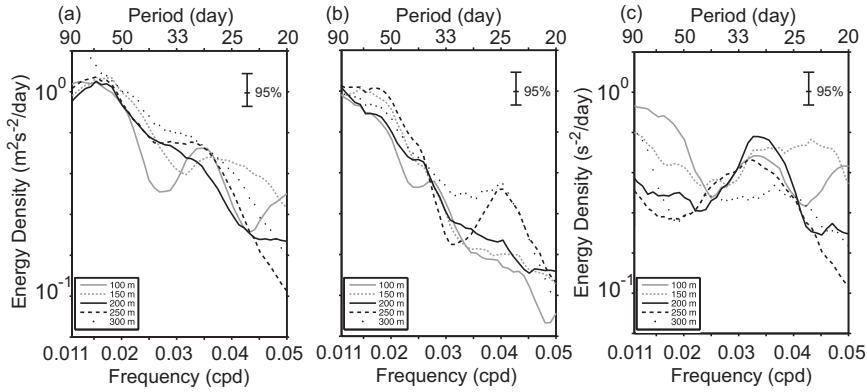 (a) Period (day)
90 50 33 25 20
Energy Density (m²s⁻²/day)
10⁰
10⁻¹
95%
100 m
150 m
200 m
250 m
300 m
0.011 0.02 0.03 0.04 0.05
Frequency (cpd)
(b) Period (day)
90 50 33 25 20
95%
100 m
150 m
200 m
250 m
300 m
0.011 0.02 0.03 0.04 0.05
Frequency (cpd)
(c) Period (day)
90 50 33 25 20
Energy Density (s⁻²/day)
10⁰
10⁻¹
95%
100 m
150 m
200 m
250 m
300 m
0.011 0.02 0.03 0.04 0.05
Frequency (cpd)